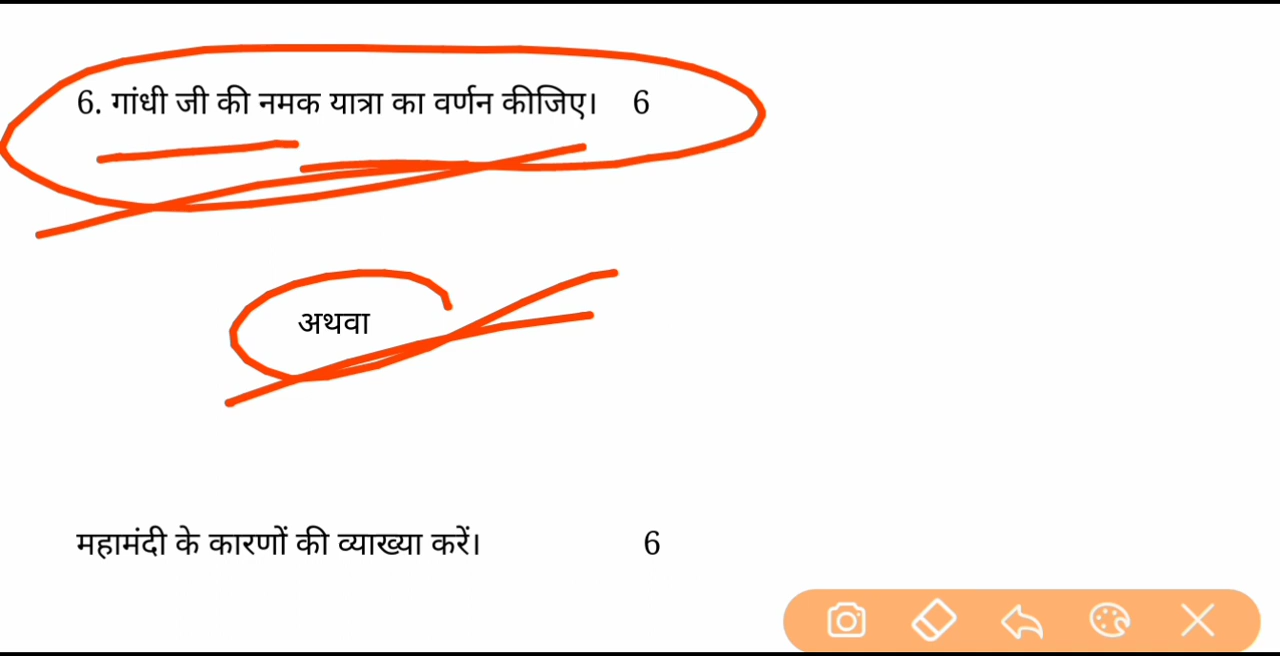 6. गांधी जी की नमक यात्रा का वर्णन कीजिए। 6
अथवा
महामंदी के कारणों की व्याख्या करें। 6